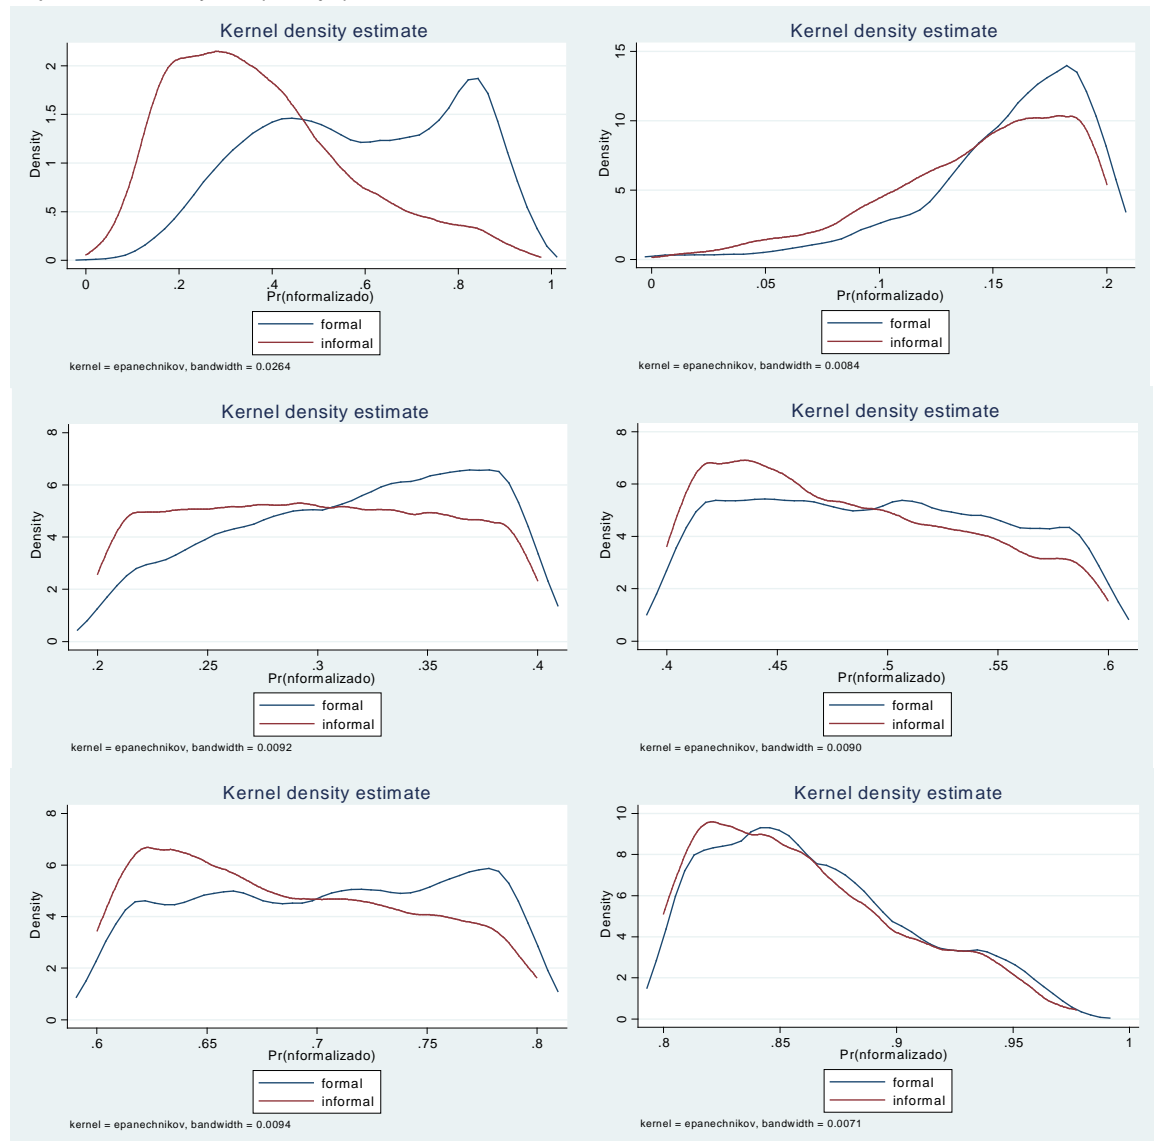 Kernel density estimate
Density
0
.5
1
1.5
2
0 .2 .4 .6 .8 1
Pr(nformalizado)
formal
informal
kernel = epanechnikov, bandwidth = 0.0264
Kernel density estimate
Density
0
5
10
15
0 .05 .1 .15 .2
Pr(nformalizado)
formal
informal
kernel = epanechnikov, bandwidth = 0.0084
Kernel density estimate
Density
0
2
4
6
8
.2 .25 .3 .35 .4
Pr(nformalizado)
formal
informal
kernel = epanechnikov, bandwidth = 0.0092
Kernel density estimate
Density
0
2
4
6
8
.4 .45 .5 .55 .6
Pr(nformalizado)
formal
informal
kernel = epanechnikov, bandwidth = 0.0090
Kernel density estimate
Density
0
2
4
6
8
.6 .65 .7 .75 .8
Pr(nformalizado)
formal
informal
kernel = epanechnikov, bandwidth = 0.0094
Kernel density estimate
Density
0
2
4
6
8
10
.8 .85 .9 .95 1
Pr(nformalizado)
formal
informal
kernel = epanechnikov, bandwidth = 0.0071